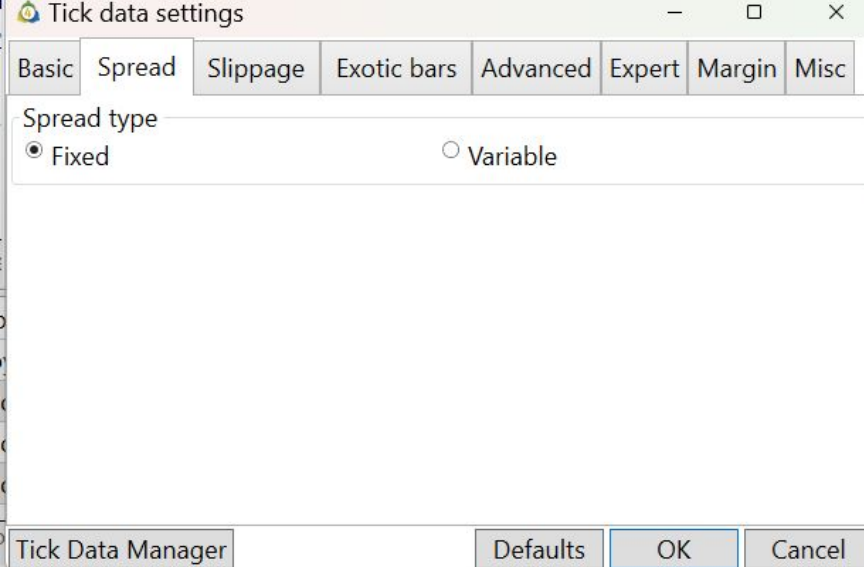 Tick data settings
Basic Spread Slippage Exotic bars Advanced Expert Margin Misc
Spread type
Fixed Variable
Tick Data Manager Defaults OK Cancel